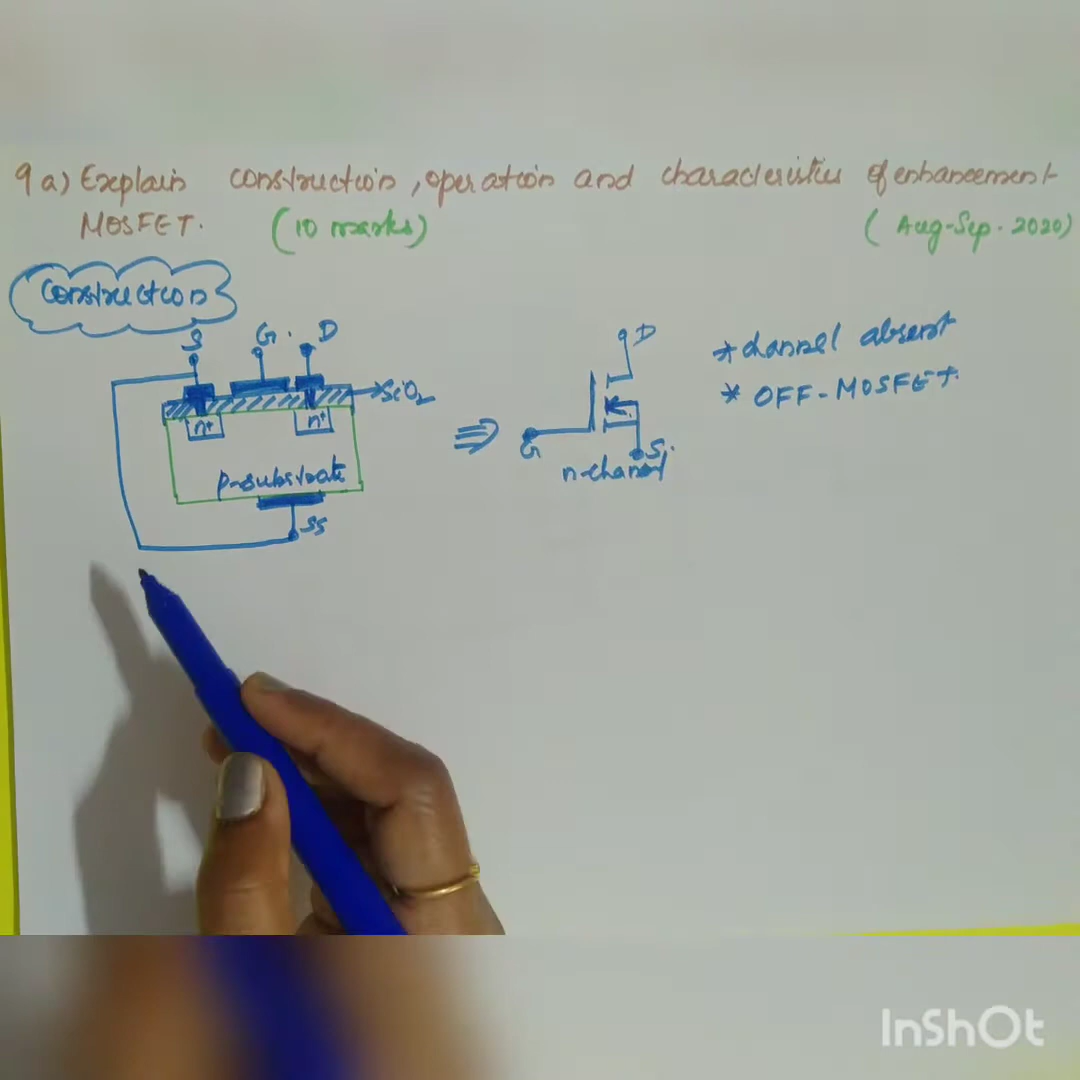 9 a) Explain construction, operation and characteristics of enhancement
MOSFET. (10 marks) (Aug-Sep. 2020)
Construction
S G. D
SiO2
n+ n+
p-substrate
SS
⇒
D
G
S.
n-channel
* channel absent
* OFF-MOSFET.
InShOt